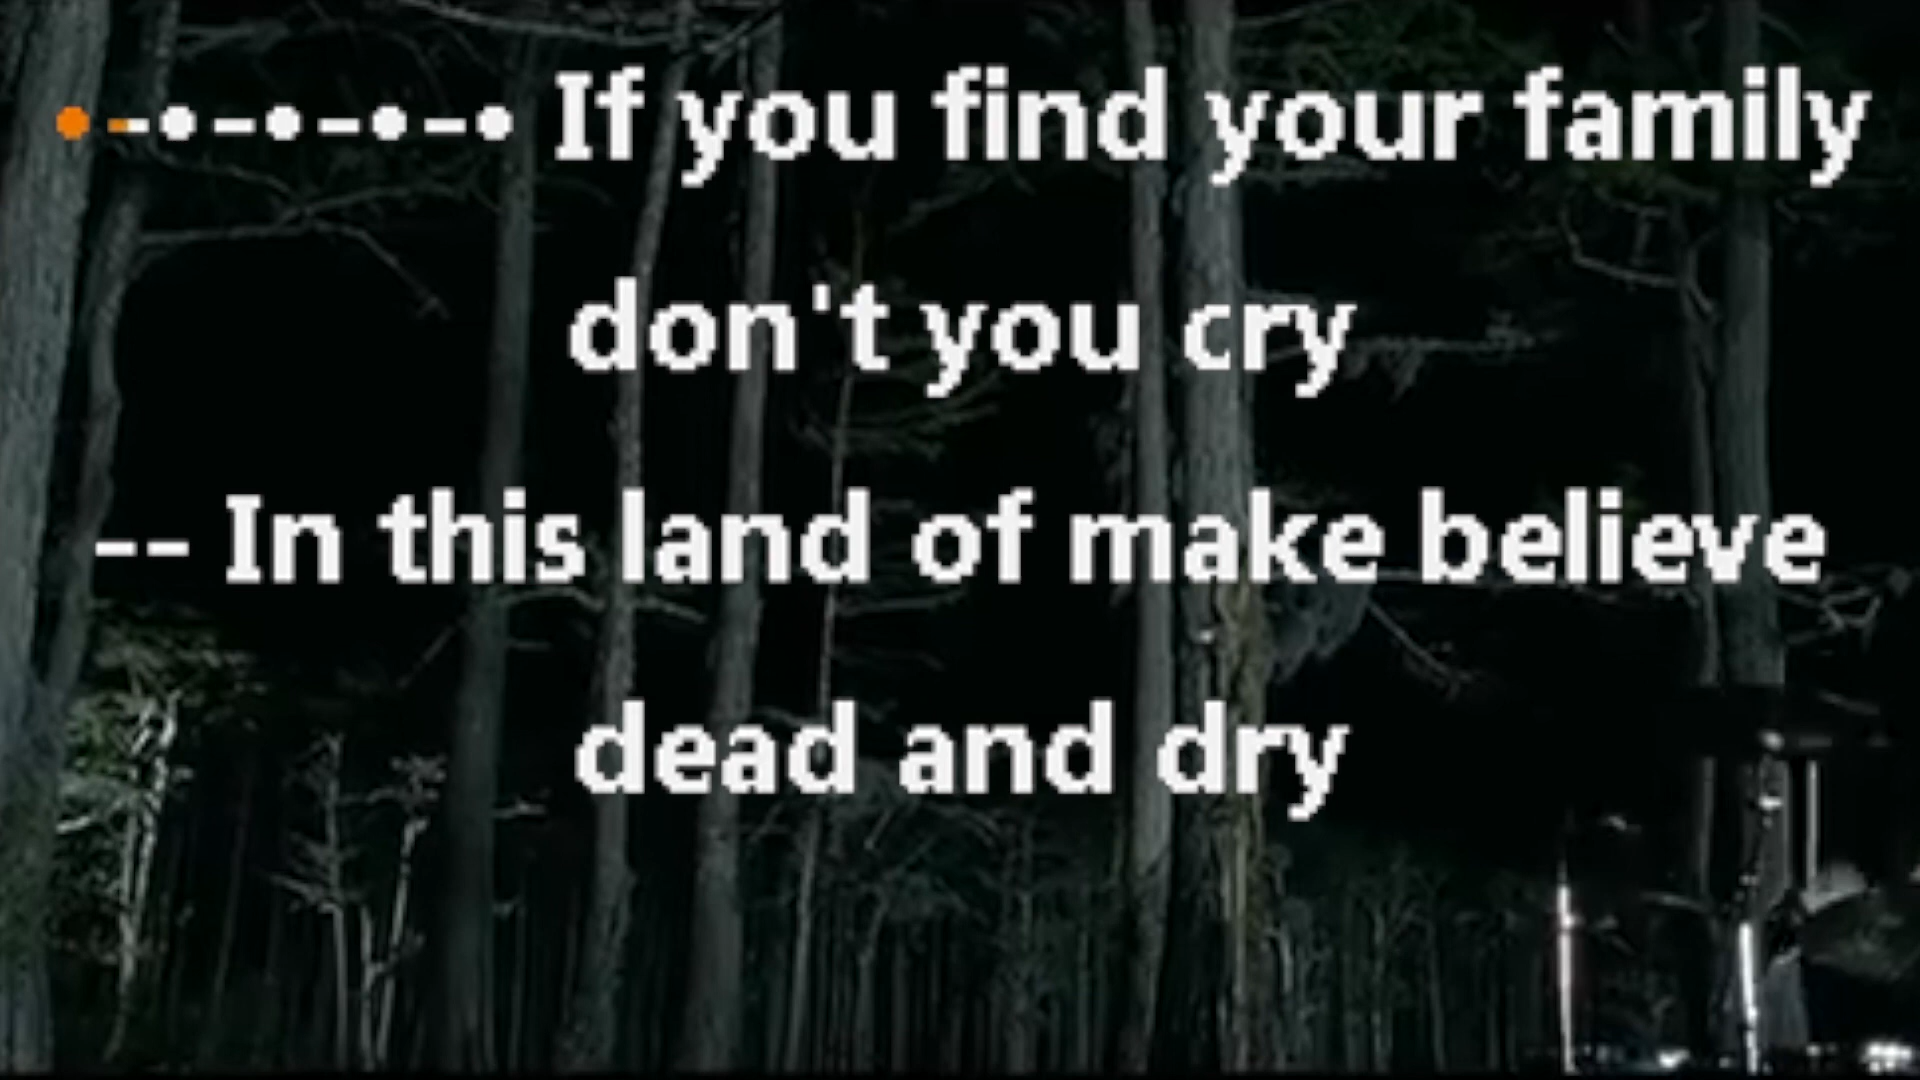 ●-●-●-●-● If you find your family
don't you cry
-- In this land of make believe
dead and dry